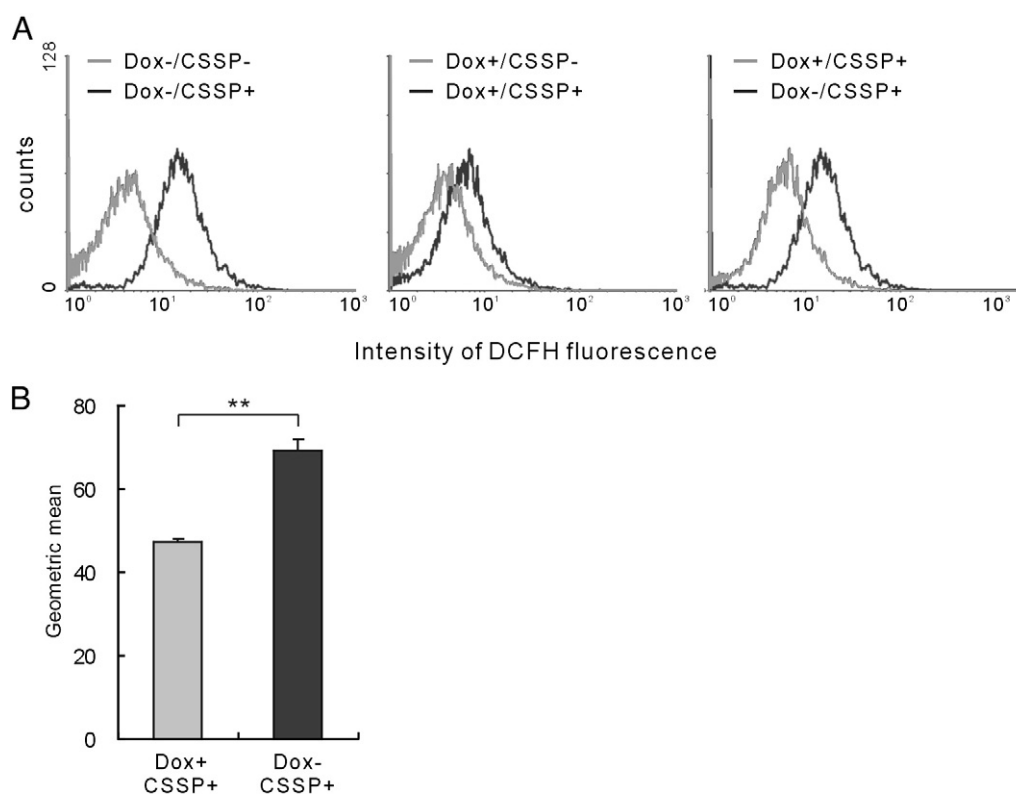 A
128
counts
0
Dox-/CSSP-
Dox-/CSSP+
10⁰ 10¹ 10² 10³
Dox+/CSSP-
Dox+/CSSP+
10⁰ 10¹ 10² 10³
Dox+/CSSP+
Dox-/CSSP+
10⁰ 10¹ 10² 10³
Intensity of DCFH fluorescence
B
Geometric mean
80
60
40
20
0
**
Dox+
CSSP+
Dox-
CSSP+